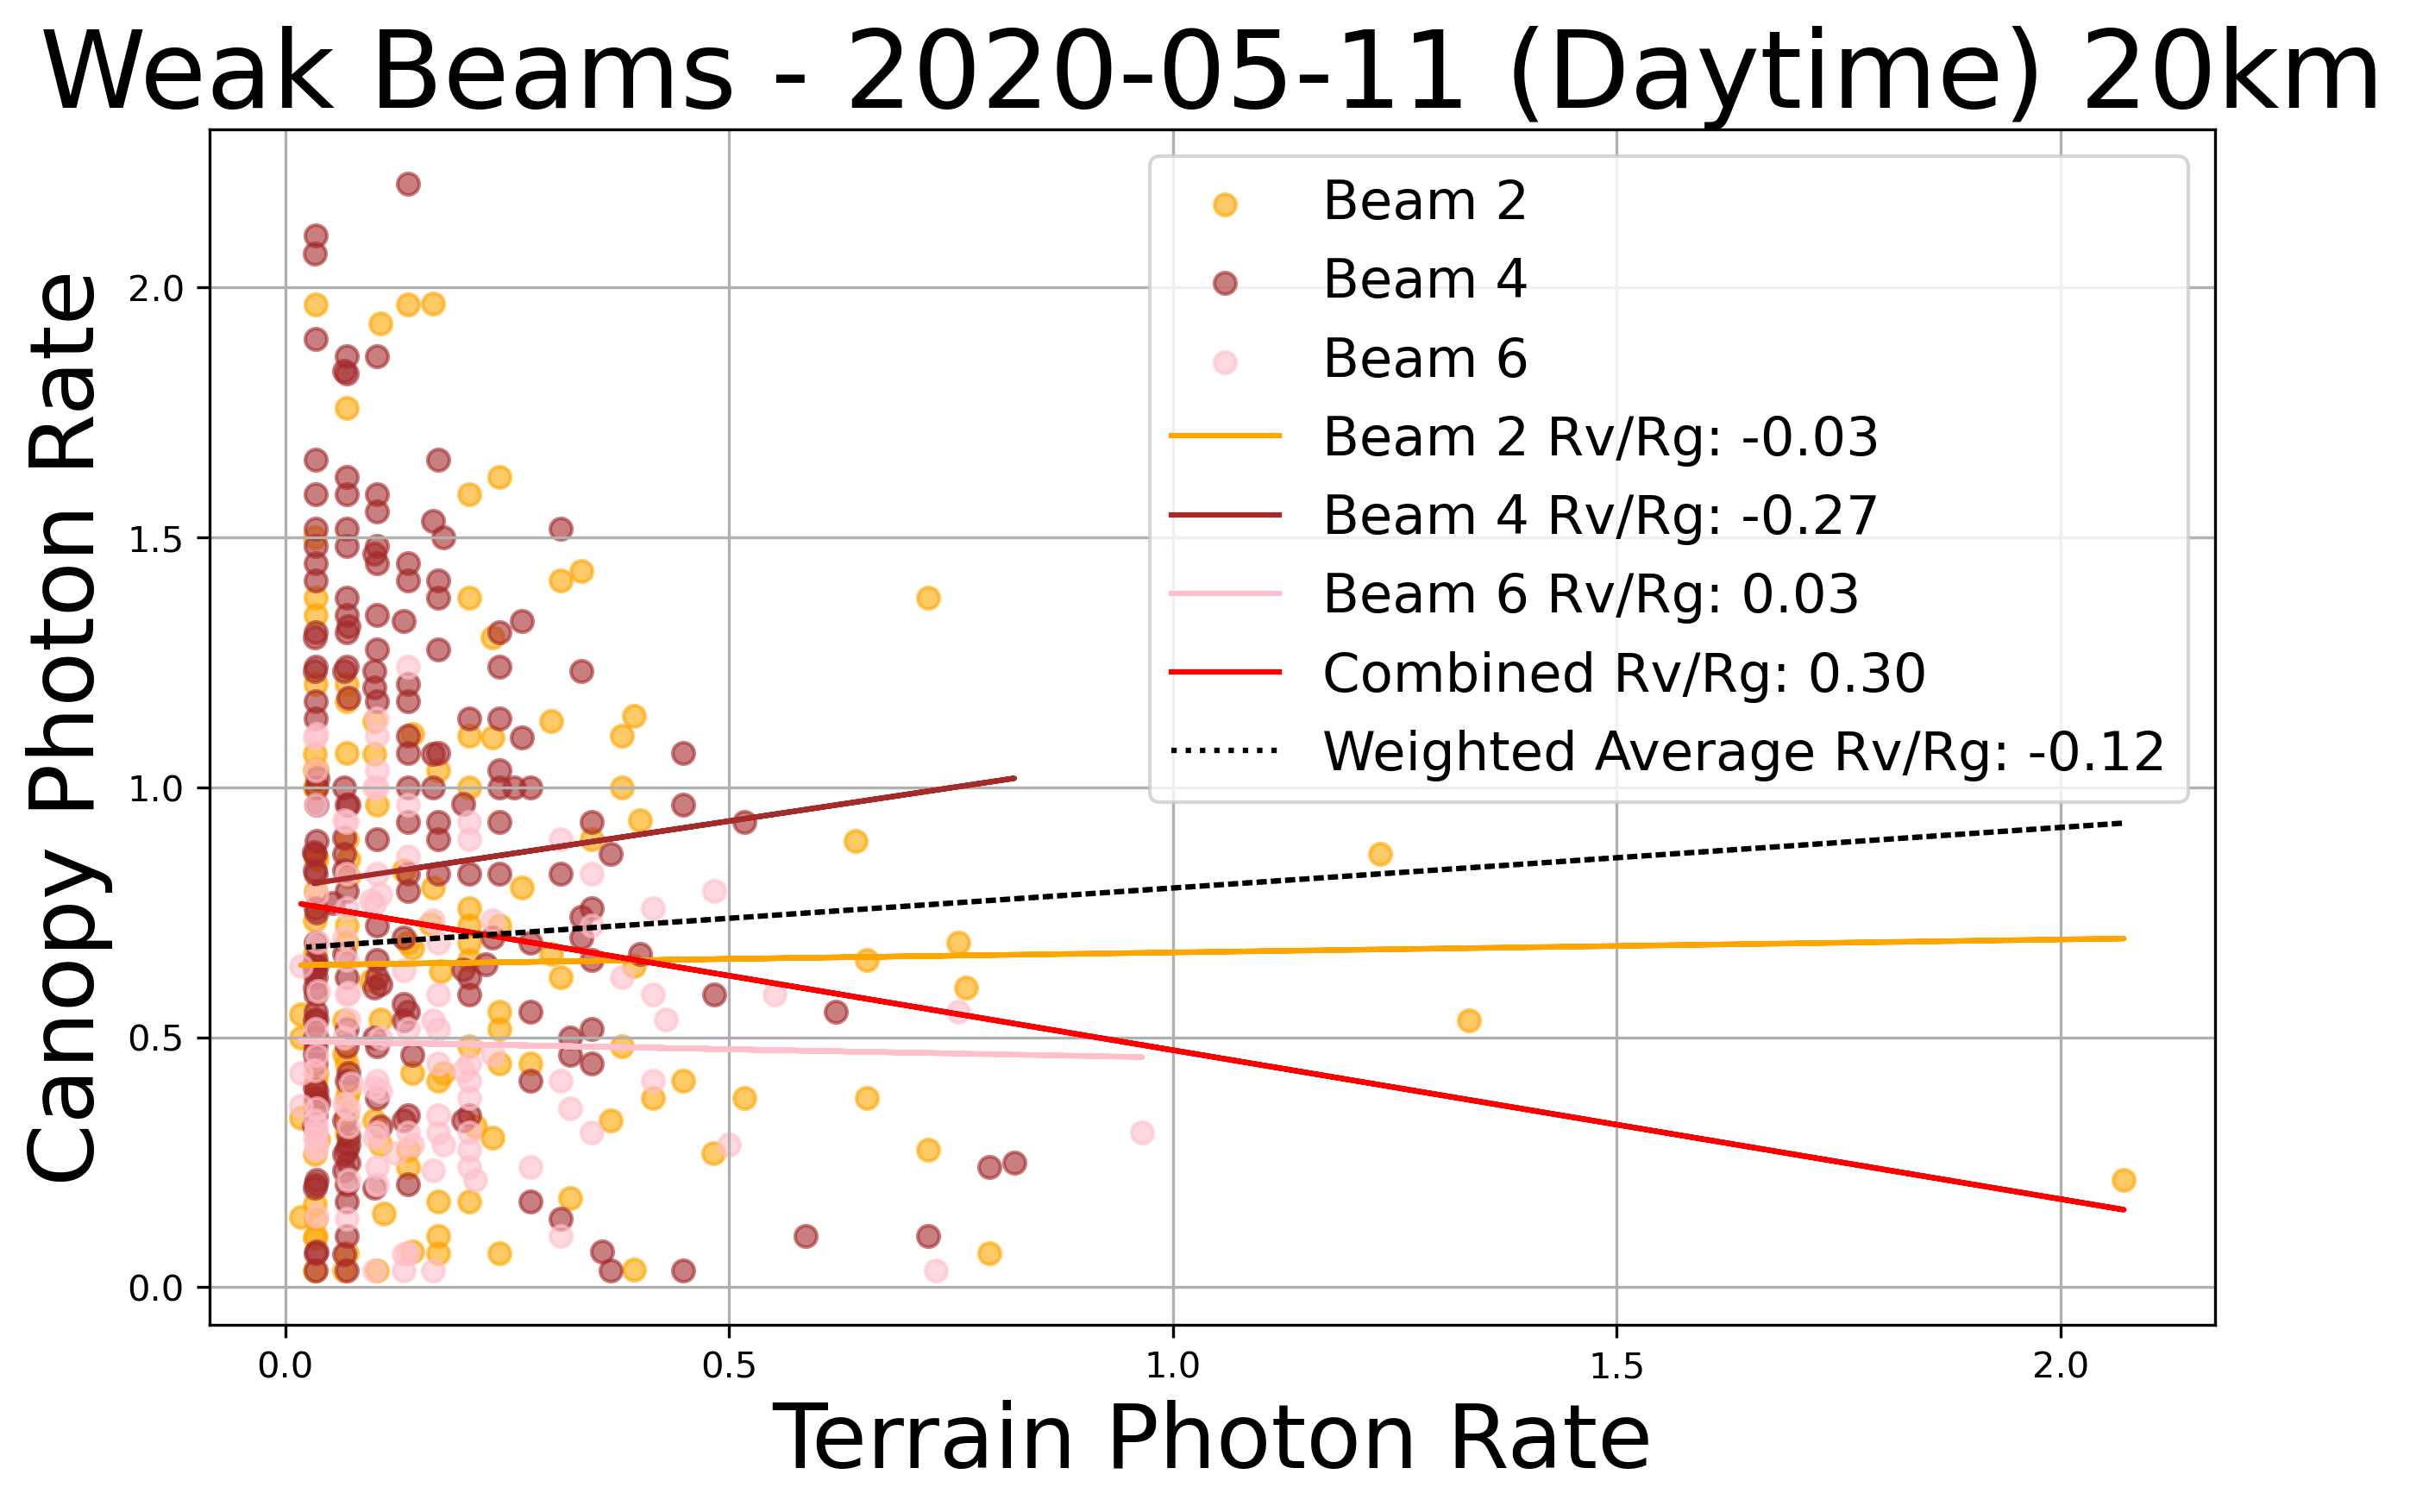 Weak Beams - 2020-05-11 (Daytime) 20km
Canopy Photon Rate
2.0
1.5
1.0
0.5
0.0
Beam 2
Beam 4
Beam 6
Beam 2 Rv/Rg: -0.03
Beam 4 Rv/Rg: -0.27
Beam 6 Rv/Rg: 0.03
Combined Rv/Rg: 0.30
Weighted Average Rv/Rg: -0.12
0.0 0.5 1.0 1.5 2.0
Terrain Photon Rate